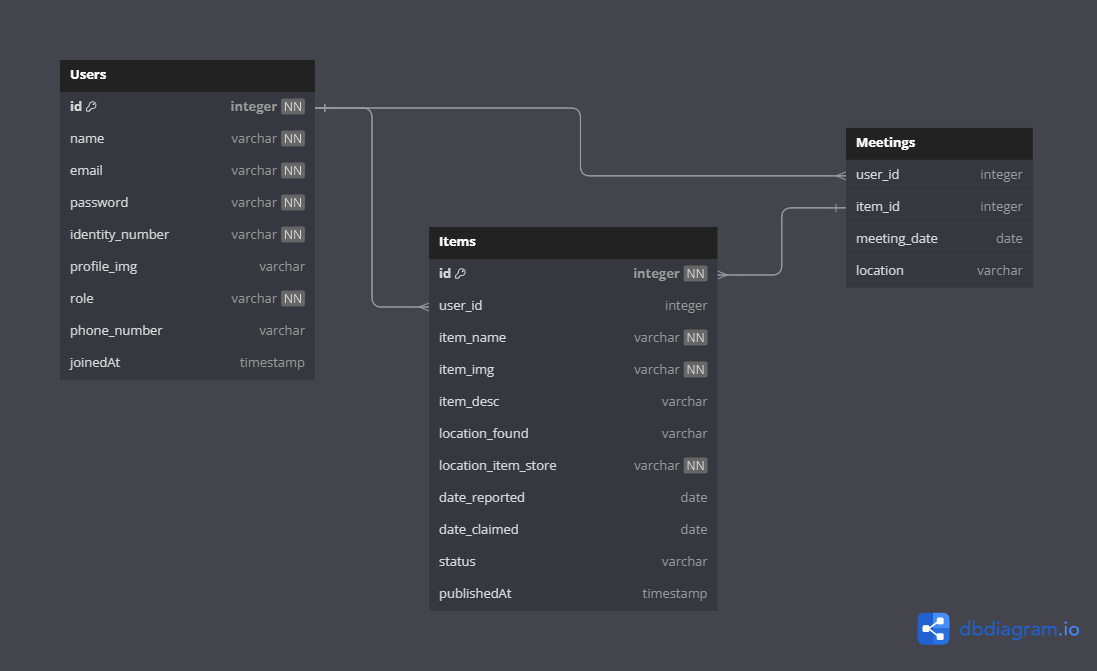 Users
id integer NN
name varchar NN
email varchar NN
password varchar NN
identity_number varchar NN
profile_img varchar
role varchar NN
phone_number varchar
joinedAt timestamp
Items
id integer NN
user_id integer
item_name varchar NN
item_img varchar NN
item_desc varchar
location_found varchar
location_item_store varchar NN
date_reported date
date_claimed date
status varchar
publishedAt timestamp
Meetings
user_id integer
item_id integer
meeting_date date
location varchar
dbdiagram.io